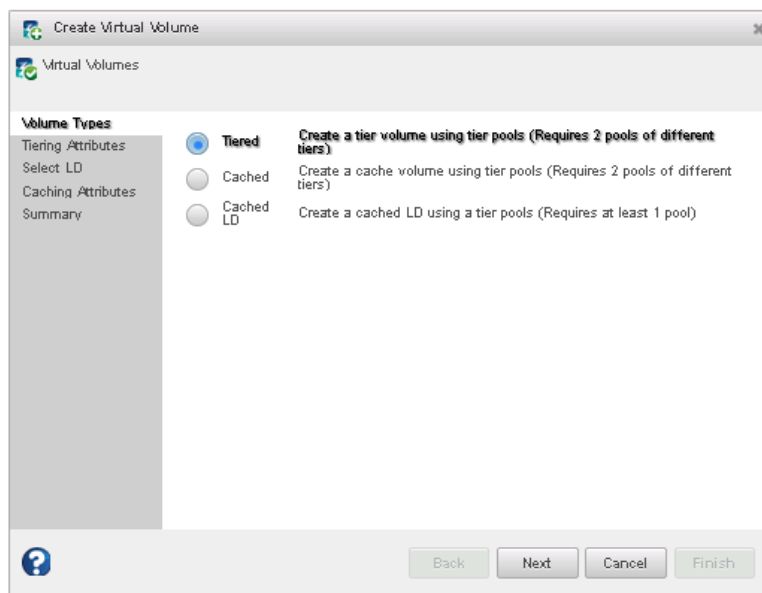 Create Virtual Volume
Virtual Volumes
Volume Types
Tiering Attributes
Select LD
Caching Attributes
Summary
Tiered
Create a tier volume using tier pools (Requires 2 pools of different
tiers)
Cached
Create a cache volume using tier pools (Requires 2 pools of different
tiers)
Cached
LD
Create a cached LD using a tier pools (Requires at least 1 pool)
?
Back
Next
Cancel
Finish